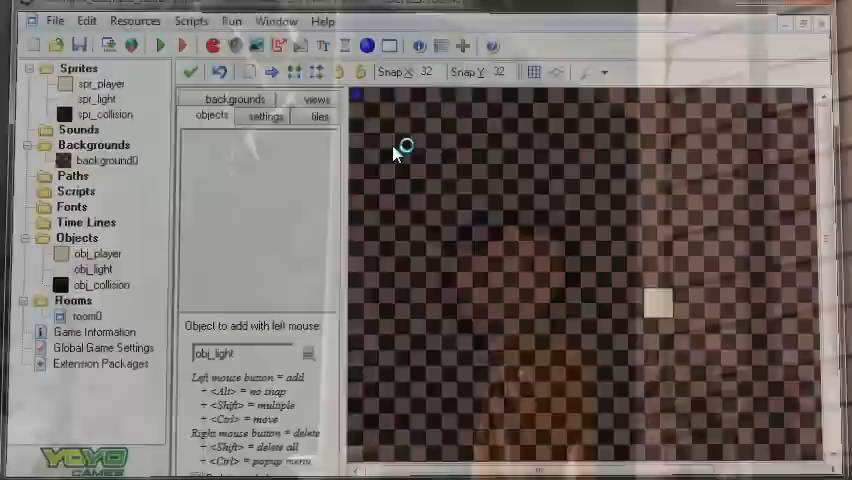 File Edit Resources Scripts Run Window Help
Snap X: 32 Snap Y: 32
Sprites
spr_player
spr_light
spr_collision
Sounds
Backgrounds
background0
Paths
Scripts
Fonts
Time Lines
Objects
obj_player
obj_light
obj_collision
Rooms
room0
Game Information
Global Game Settings
Extension Packages
YOYO
GAMES
backgrounds views
objects settings tiles
Object to add with left mouse
obj_light
Left mouse button = add
+ <Alt> = no snap
+ <Shift> = multiple
+ <Ctrl> = move
Right mouse button = delete
+ <Shift> = delete all
+ <Ctrl> = popup menu